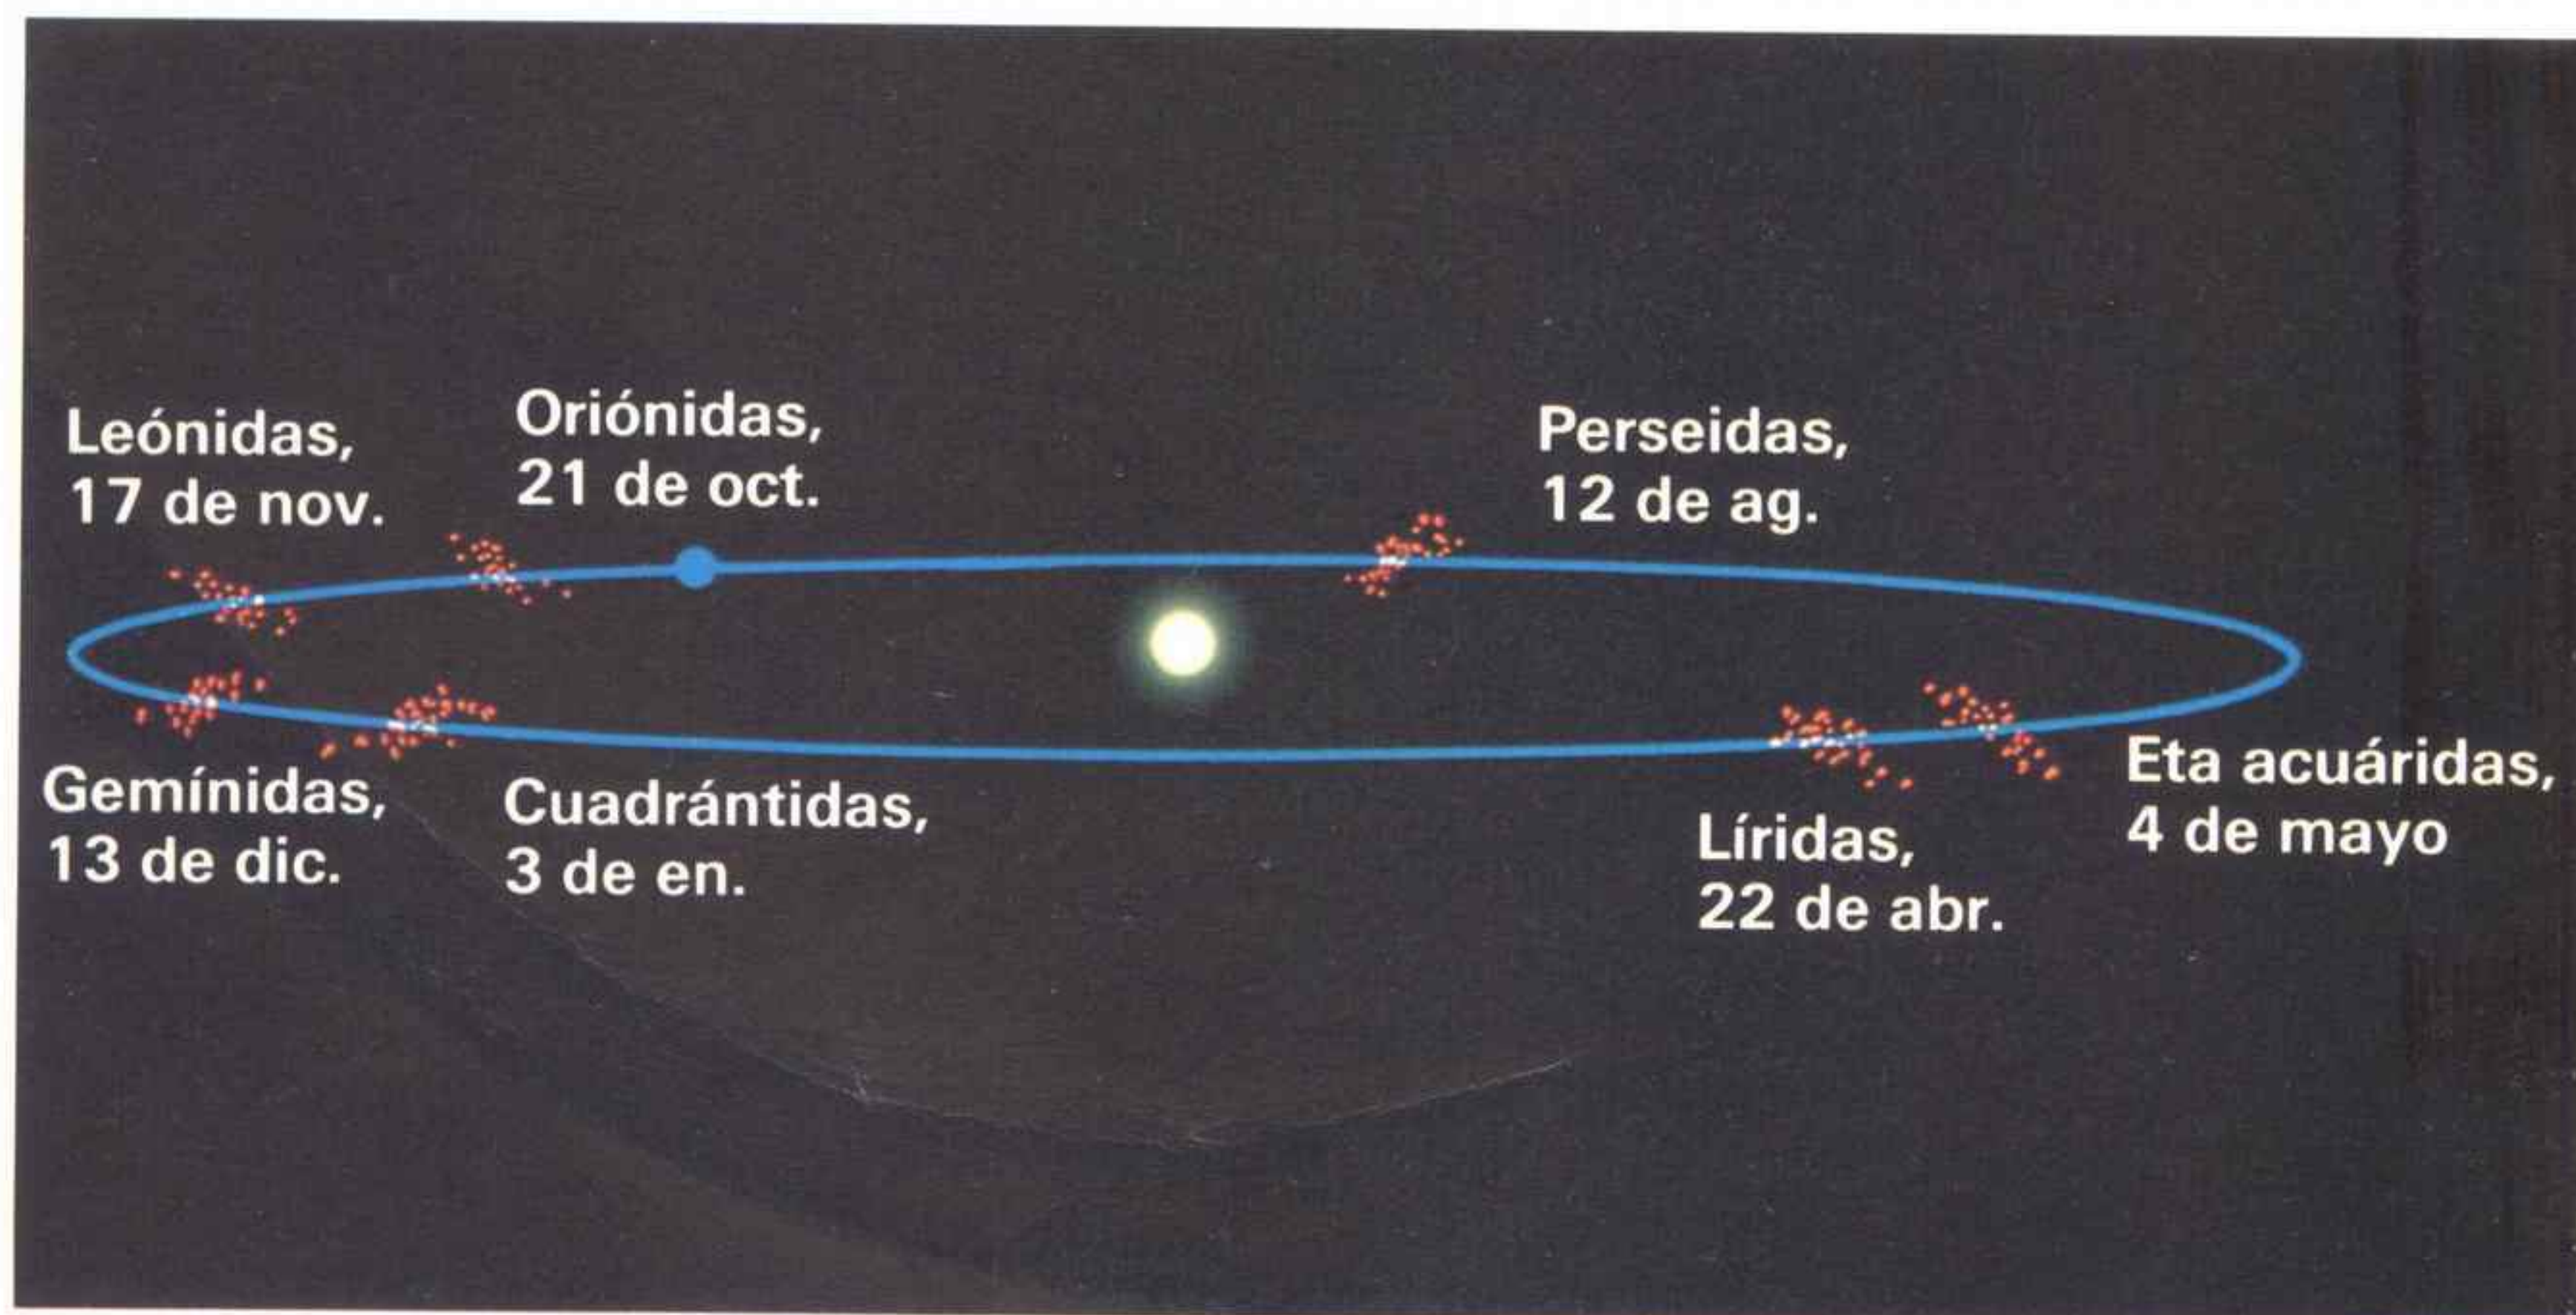 Leónidas,
17 de nov.
Oriónidas,
21 de oct.
Perseidas,
12 de ag.
Gemínidas,
13 de dic.
Cuadrántidas,
3 de en.
Líridas,
22 de abr.
Eta acuáridas,
4 de mayo